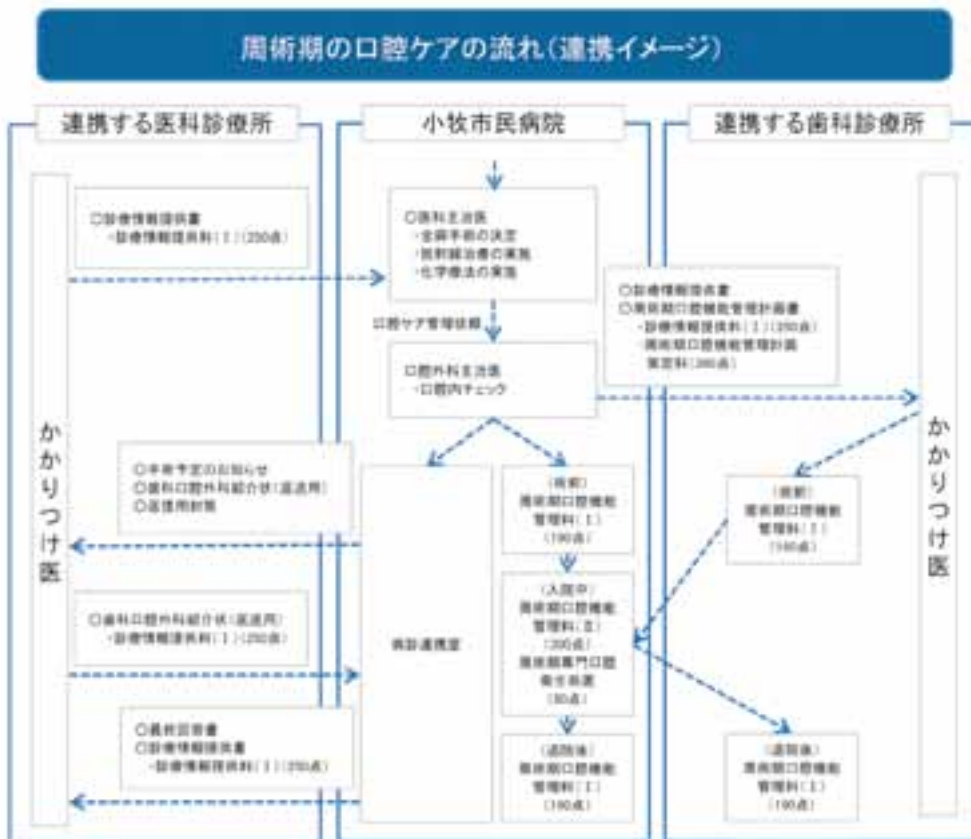 周術期の口腔ケアの流れ(連携イメージ)
連携する医科診療所
小牧市民病院
連携する歯科診療所
かかりつけ医
○診療情報提供書
・診療情報提供料(Ⅰ)(250点)
○医科主治医
・全麻手術の決定
・放射線治療の実施
・化学療法の実施
口腔ケア管理依頼
口腔外科主治医
・口腔内チェック
○診療情報提供書
○周術期口腔機能管理計画書
・診療情報提供料(Ⅰ)(250点)
・周術期口腔機能管理計画
策定料(300点)
かかりつけ医
○手術予定のお知らせ
○歯科口腔外科紹介状(返送用)
○返信用封筒
○歯科口腔外科紹介状(返送用)
・診療情報提供料(Ⅰ)(250点)
○最終回答書
○診療情報提供書
・診療情報提供料(Ⅰ)(250点)
病診連携室
(術前)
周術期口腔機能
管理料(Ⅰ)
(190点)
(入院中)
周術期口腔機能
管理料(Ⅱ)
(300点)
周術期専門口腔
衛生処置
(80点)
(退院後)
周術期口腔機能
管理料(Ⅰ)
(190点)
(術前)
周術期口腔機能
管理料(Ⅰ)
(190点)
(退院後)
周術期口腔機能
管理料(Ⅰ)
(190点)